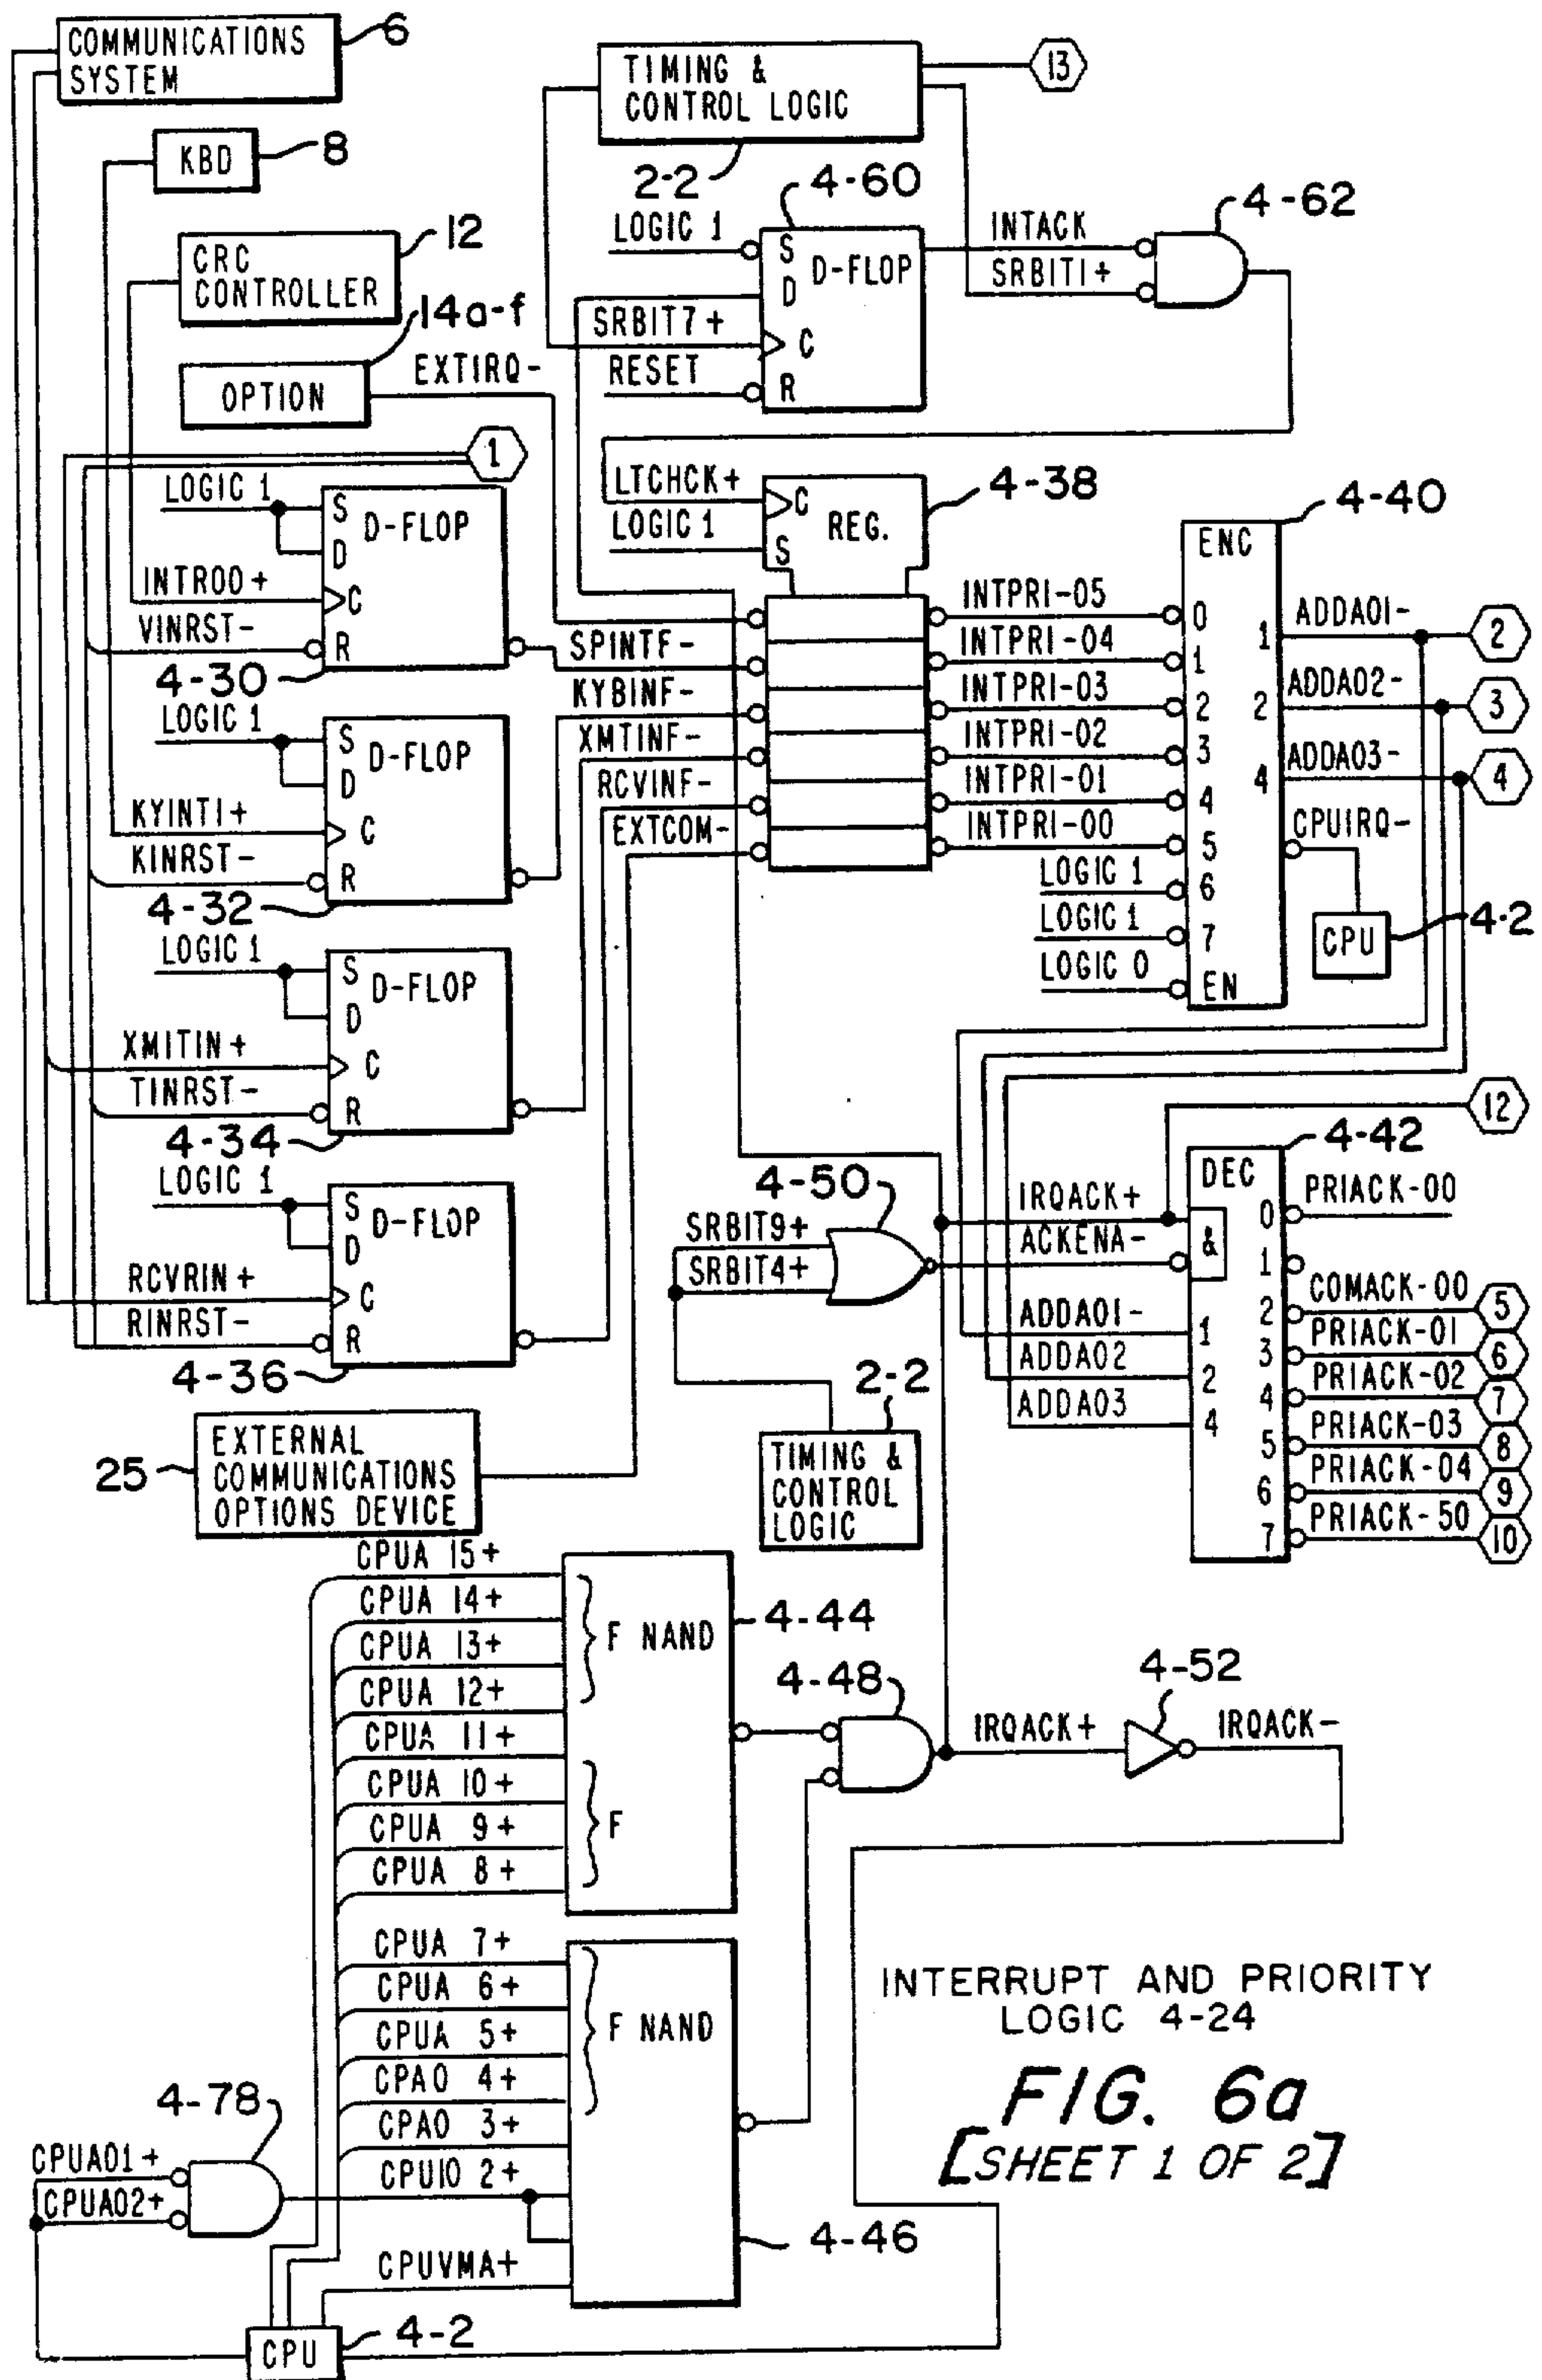 COMMUNICATIONS
SYSTEM
6
KBD
8
CRC
CONTROLLER
12
OPTION
14a-f
EXTIRQ-
1
TIMING &
CONTROL LOGIC
2-2
13
4-60
LOGIC 1
S
D
D-FLOP
SRBIT7+
C
RESET
R
INTACK
SRBIT1+
4-62
LTCHCK+
C
LOGIC 1
S
REG.
4-38
LOGIC 1
S
D-FLOP
D
INTROO+
C
VINRST-
R
4-30
SPINTF-
LOGIC 1
S
D-FLOP
D
KYINTI+
C
KINRST-
R
4-32
KYBINF-
XMTINF-
RCVINF-
EXTCOM-
LOGIC 1
S
D-FLOP
D
XMITIN+
C
TINRST-
R
4-34
LOGIC 1
S
D-FLOP
D
RCVRIN+
C
RINRST-
R
4-36
INTPRI-05
INTPRI-04
INTPRI-03
INTPRI-02
INTPRI-01
INTPRI-00
LOGIC 1
LOGIC 1
LOGIC 0
4-40
ENC
0
1
2
3
4
5
6
7
EN
1
2
4
ADDA01-
2
ADDA02-
3
ADDA03-
4
CPUIRQ-
CPU
4-2
12
4-42
DEC
IRQACK+
ACKENA-
&
ADDA01-
1
ADDA02
2
ADDA03
4
0
PRIACK-00
1
2
COMACK-00
5
3
PRIACK-01
6
4
PRIACK-02
7
5
PRIACK-03
8
6
PRIACK-04
9
7
PRIACK-50
10
4-50
SRBIT9+
SRBIT4+
2-2
TIMING &
CONTROL
LOGIC
25
EXTERNAL
COMMUNICATIONS
OPTIONS DEVICE
CPUA 15+
CPUA 14+
CPUA 13+
CPUA 12+
CPUA 11+
CPUA 10+
CPUA 9+
CPUA 8+
F NAND
F
4-44
4-48
IRQACK+
4-52
IRQACK-
CPUA 7+
CPUA 6+
CPUA 5+
CPAO 4+
CPAO 3+
CPUIO 2+
CPUVMA+
F NAND
4-46
4-78
CPUA01+
CPUA02+
CPU
4-2
INTERRUPT AND PRIORITY
LOGIC 4-24
FIG. 6a
[SHEET 1 OF 2]